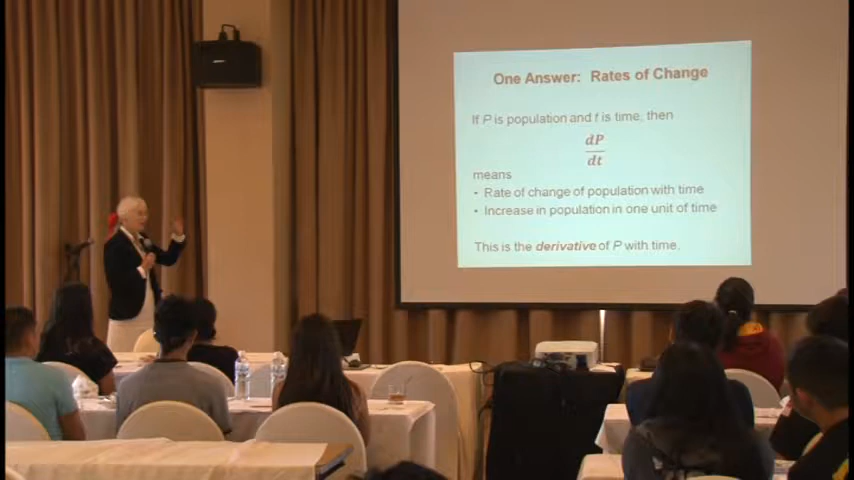 One Answer: Rates of Change
If P is population and t is time, then
dP
dt
means
• Rate of change of population with time
• Increase in population in one unit of time
This is the derivative of P with time.